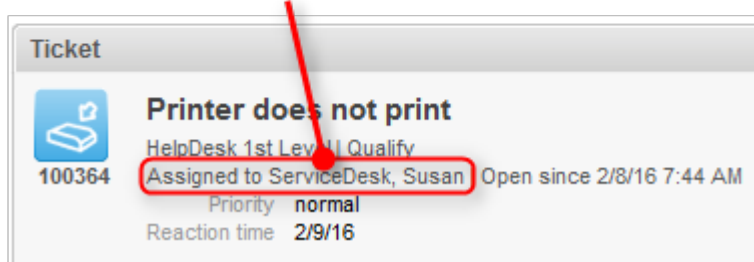 Ticket
Printer does not print
HelpDesk 1st Level | Qualify
100364
Assigned to ServiceDesk, Susan Open since 2/8/16 7:44 AM
Priority normal
Reaction time 2/9/16